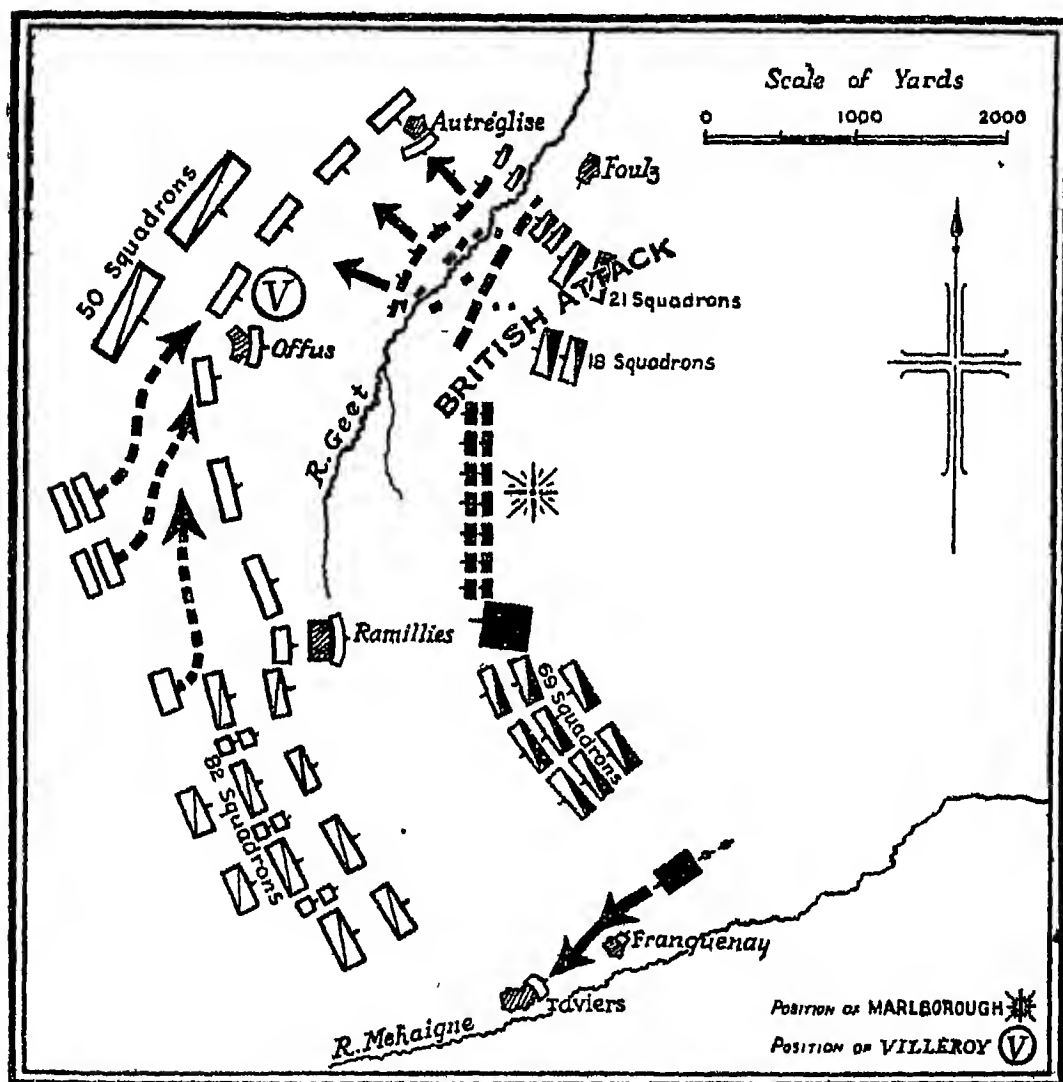 Scale of Yards
0 1000 2000
Autréglise
Foulz
50 Squadrons
BRITISH ATTACK
21 Squadrons
V
Offus
18 Squadrons
R. Geet
Ramillies
69 Squadrons
82 Squadrons
Franquenay
Taviers
R. Mehaigne
POSITION OF MARLBOROUGH
POSITION OF VILLEROY V